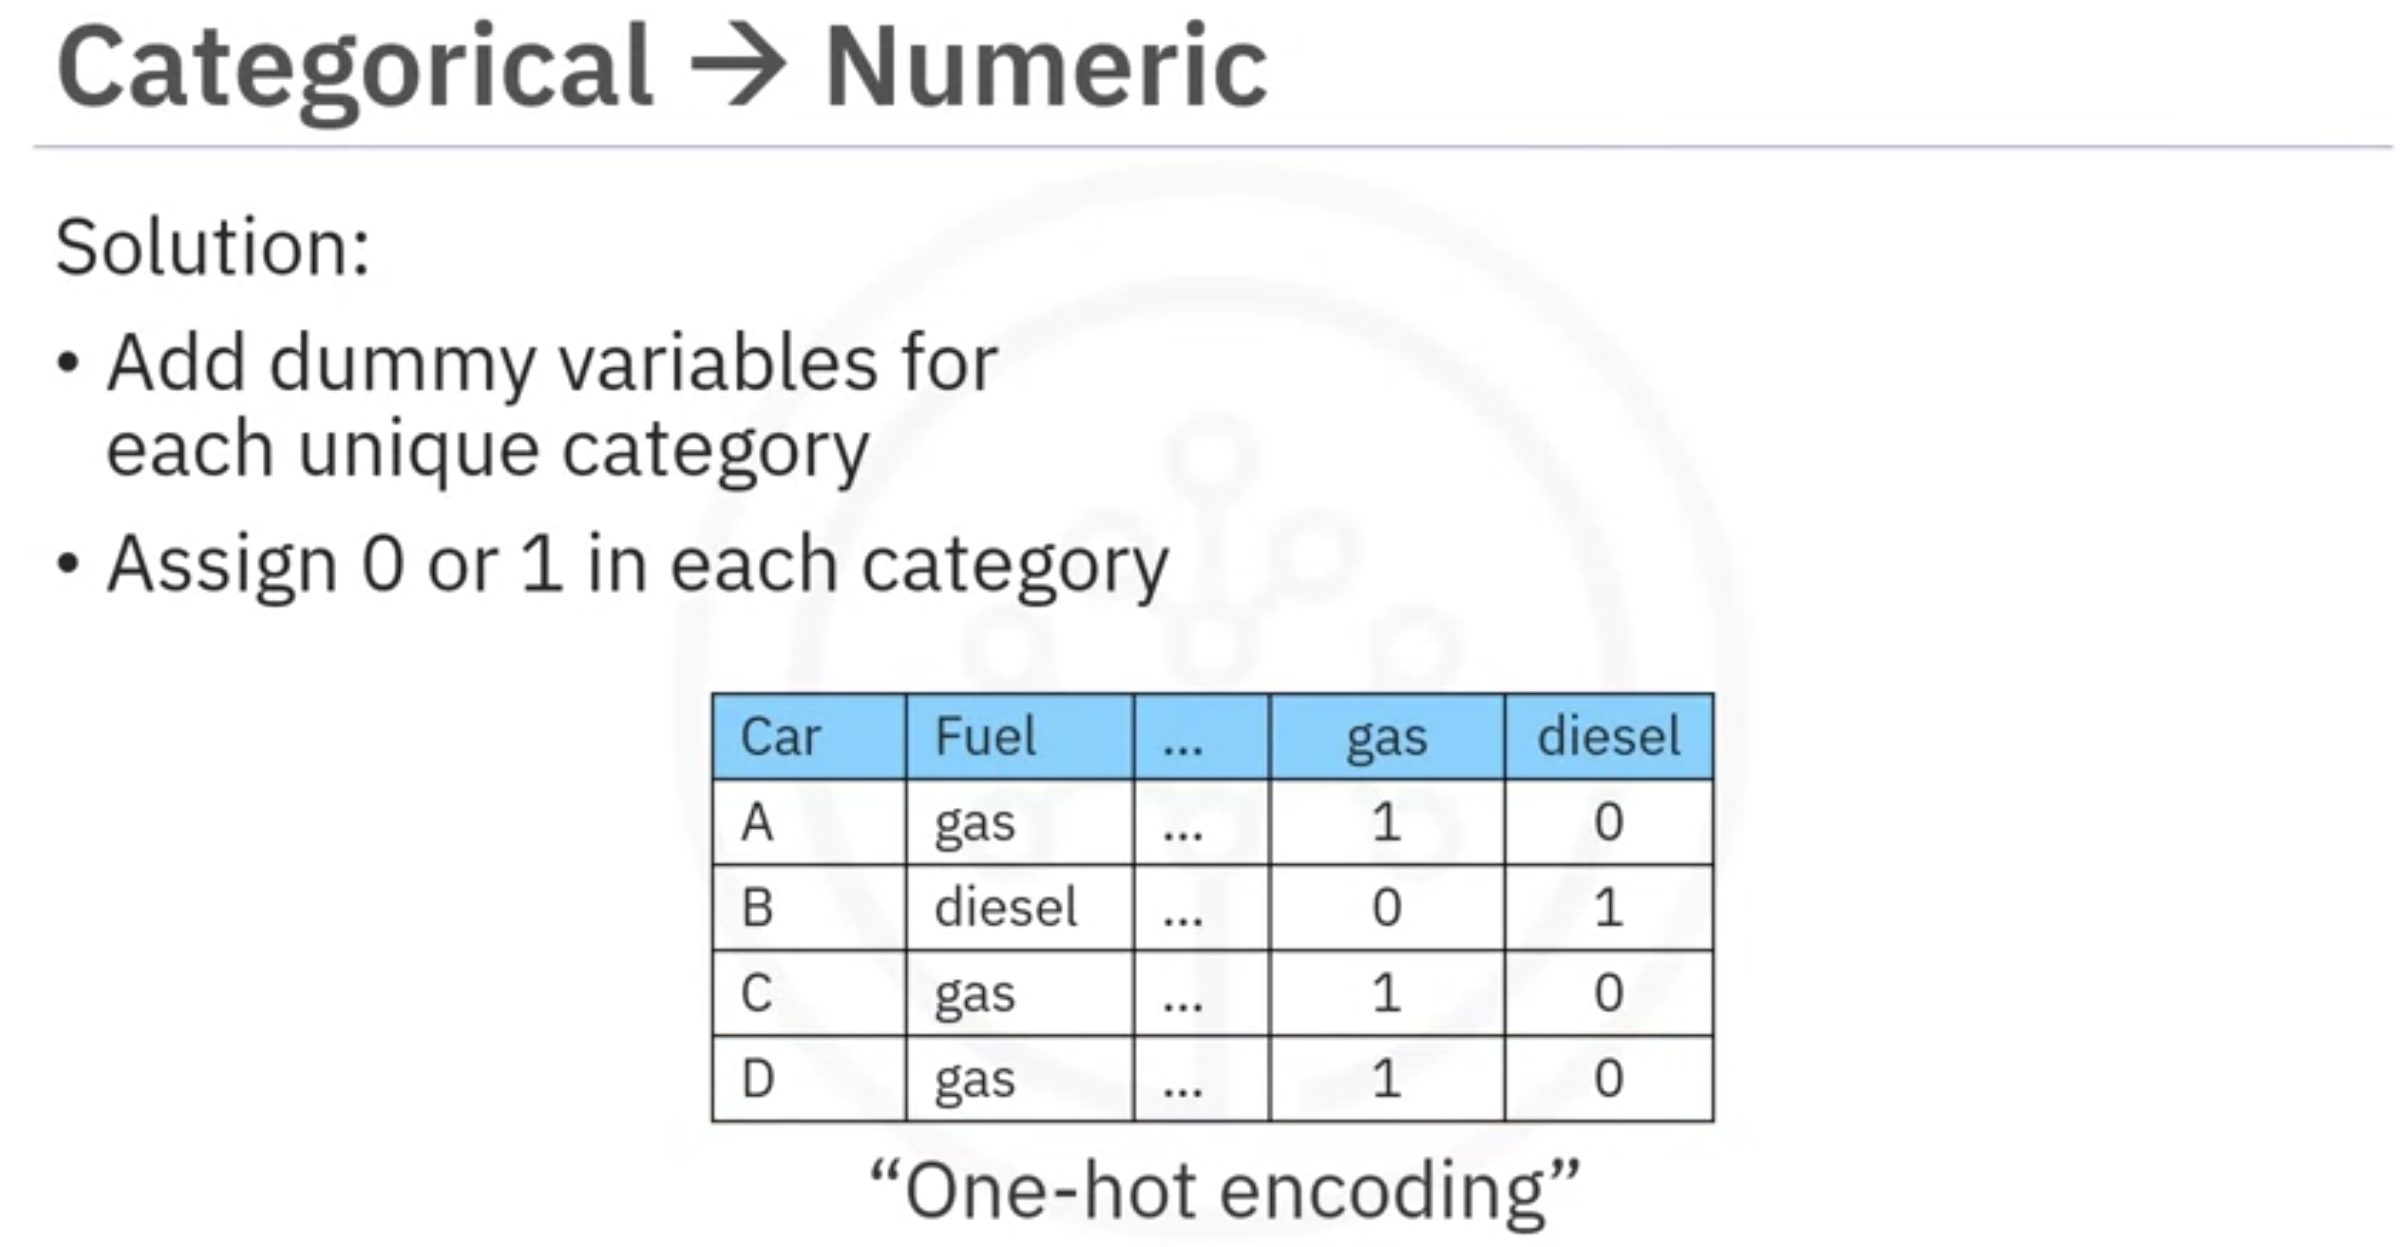 Categorical → Numeric
Solution:
• Add dummy variables for
each unique category
• Assign 0 or 1 in each category
Car Fuel ... gas diesel
A gas ... 1 0
B diesel ... 0 1
C gas ... 1 0
D gas ... 1 0
“One-hot encoding”